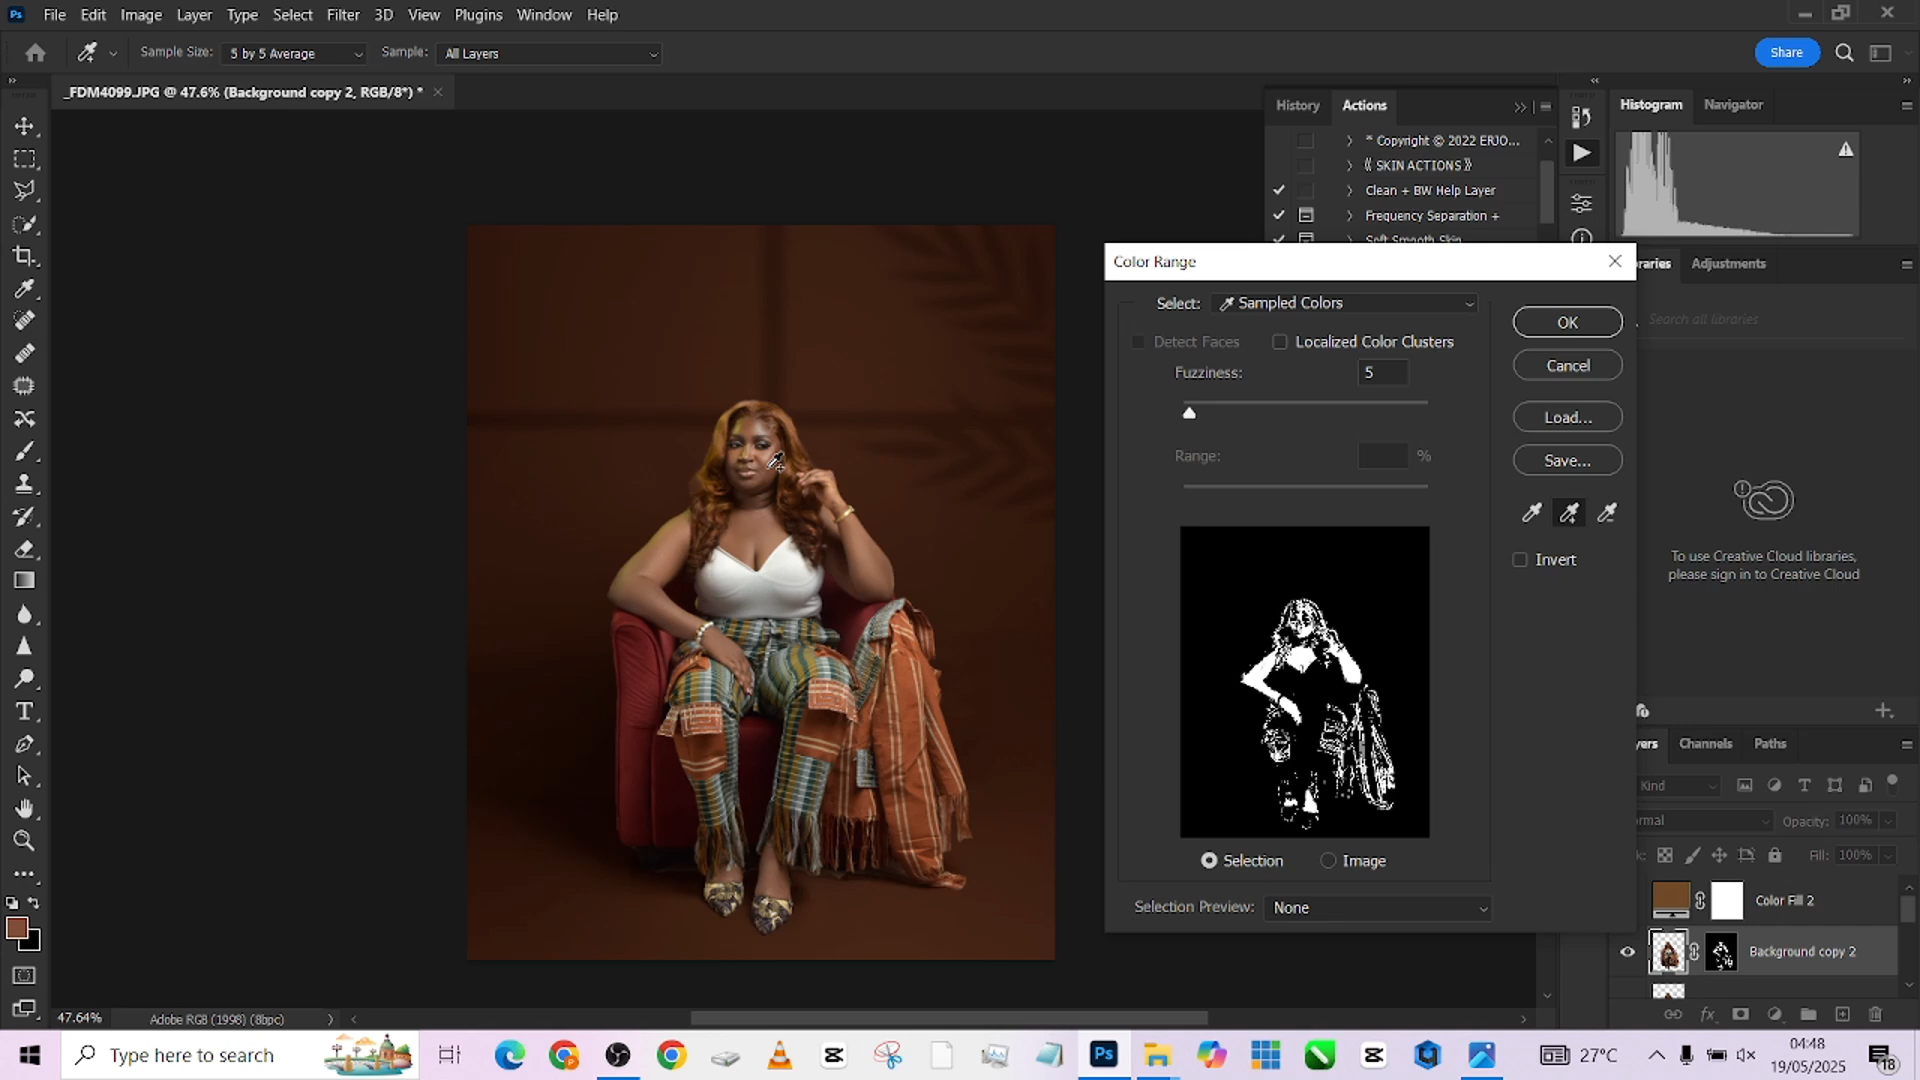 File Edit Image Layer Type Select Filter 3D View Plugins Window Help
Sample Size: 5 by 5 Average Sample: All Layers Share
_FDM4099.JPG @ 47.6% (Background copy 2, RGB/8*) *
History Actions
Histogram Navigator
* Copyright © 2022 ERJO...
⟪ SKIN ACTIONS ⟫
Clean + BW Help Layer
Frequency Separation +
Soft Smooth Skin
Color Range
Select: Sampled Colors
Detect Faces Localized Color Clusters
Fuzziness: 5
Range: %
OK
Cancel
Load...
Save...
Invert
Selection Image
Selection Preview: None
raries Adjustments
Search all libraries
To use Creative Cloud libraries,
please sign in to Creative Cloud
yers Channels Paths
Kind
rmal Opacity: 100%
k: Fill: 100%
Color Fill 2
Background copy 2
47.64% Adobe RGB (1998) (8bpc)
Type here to search
27°C
04:48
19/05/2025
18